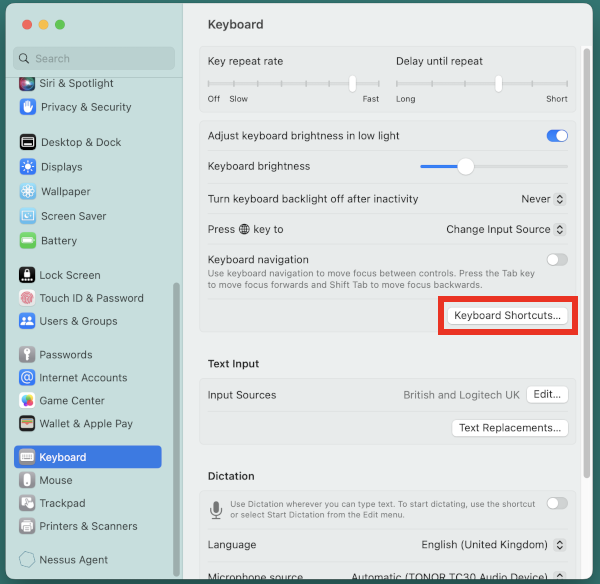 Keyboard
Search
Siri & Spotlight
Privacy & Security
Desktop & Dock
Displays
Wallpaper
Screen Saver
Battery
Lock Screen
Touch ID & Password
Users & Groups
Passwords
Internet Accounts
Game Center
Wallet & Apple Pay
Keyboard
Mouse
Trackpad
Printers & Scanners
Nessus Agent
Key repeat rate
Delay until repeat
Off Slow Fast
Long Short
Adjust keyboard brightness in low light
Keyboard brightness
Turn keyboard backlight off after inactivity Never
Press key to Change Input Source
Keyboard navigation
Use keyboard navigation to move focus between controls. Press the Tab key
to move focus forwards and Shift Tab to move focus backwards.
Keyboard Shortcuts...
Text Input
Input Sources British and Logitech UK Edit...
Text Replacements...
Dictation
Use Dictation wherever you can type text. To start dictating, use the shortcut
or select Start Dictation from the Edit menu.
Language English (United Kingdom)
Microphone source Automatic (TONOR TC30 Audio Device)